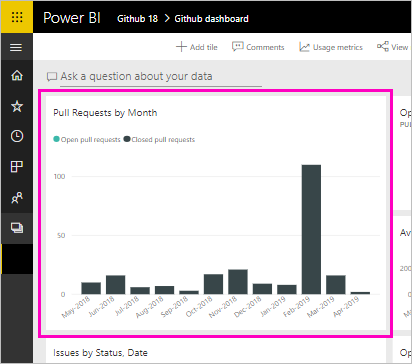 Power BI Github 18 > Github dashboard
+ Add tile Comments Usage metrics View
Ask a question about your data
Pull Requests by Month
Open pull requests Closed pull requests
100
50
0
May-2018 Jun-2018 Jul-2018 Aug-2018 Sep-2018 Oct-2018 Nov-2018 Dec-2018 Jan-2019 Feb-2019 Mar-2019 Apr-2019
Op
PUL
Av
200
0
Issues by Status, Date
Op